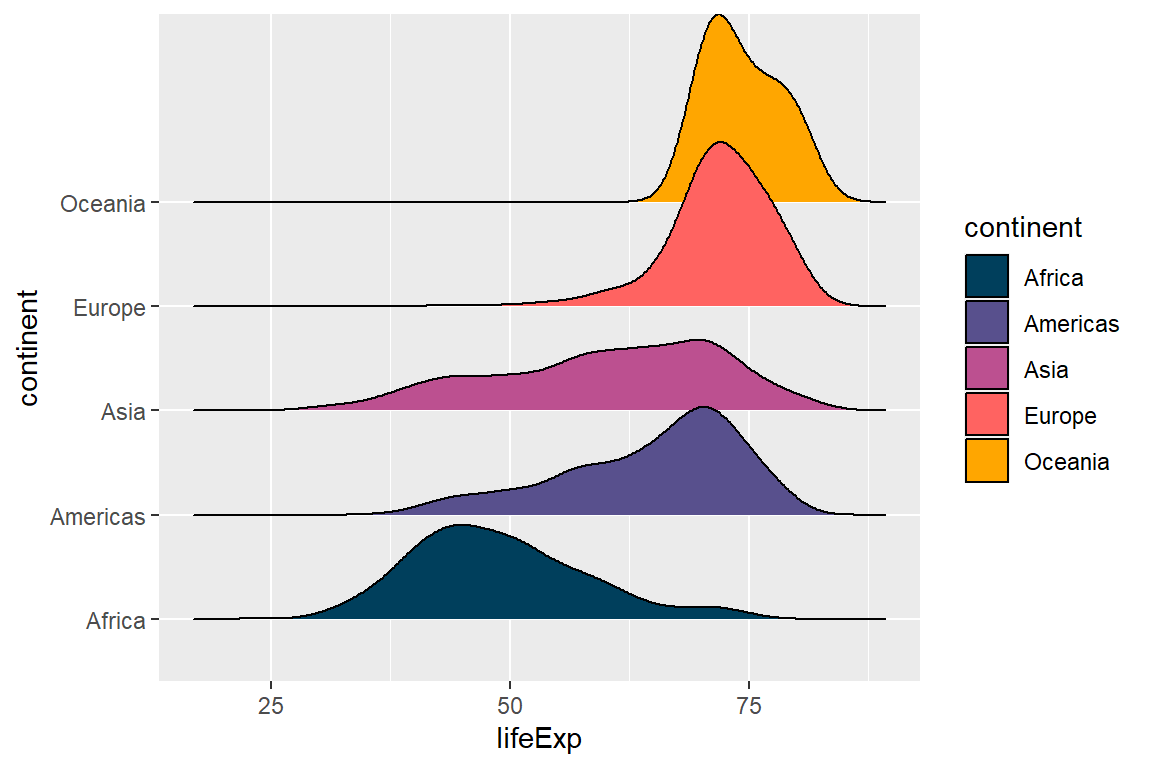 continent
Oceania
Europe
Asia
Americas
Africa
25 50 75
lifeExp
continent
Africa
Americas
Asia
Europe
Oceania